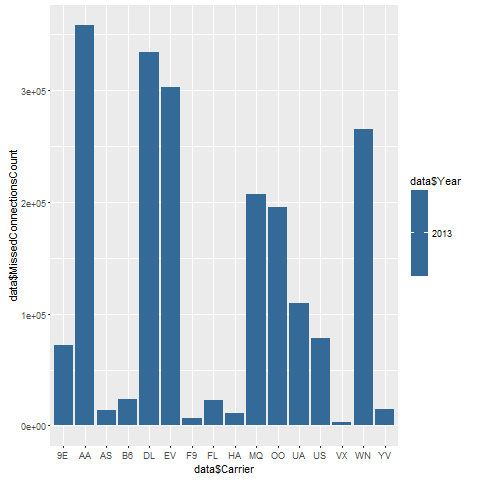 data$MissedConnectionsCount
3e+05
2e+05
1e+05
0e+00
9E AA AS B6 DL EV F9 FL HA MQ OO UA US VX WN YV
data$Carrier
data$Year
2013